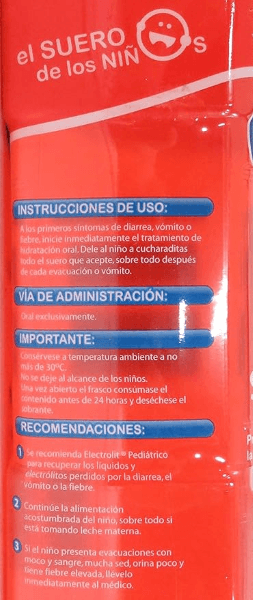 el SUERO
de los NIÑOS
INSTRUCCIONES DE USO:
A los primeros síntomas de diarrea, vómito o
fiebre, inicie inmediatamente el tratamiento de
hidratación oral. Dele al niño a cucharaditas
todo el suero que acepte, sobre todo después
de cada evacuación o vómito.
VÍA DE ADMINISTRACIÓN:
Oral exclusivamente.
IMPORTANTE:
Consérvese a temperatura ambiente a no
más de 30°C.
No se deje al alcance de los niños.
Una vez abierto el frasco consúmase el
contenido antes de 24 horas y deséchese el
sobrante.
RECOMENDACIONES:
1 Se recomienda Electrolit® Pediátrico
para recuperar los líquidos y
electrólitos perdidos por la diarrea, el
vómito o la fiebre.
2 Continúe la alimentación
acostumbrada del niño, sobre todo si
está tomando leche materna.
3 Si el niño presenta evacuaciones con
moco y sangre, mucha sed, orina poco y
tiene fiebre elevada, llévelo
inmediatamente al médico.